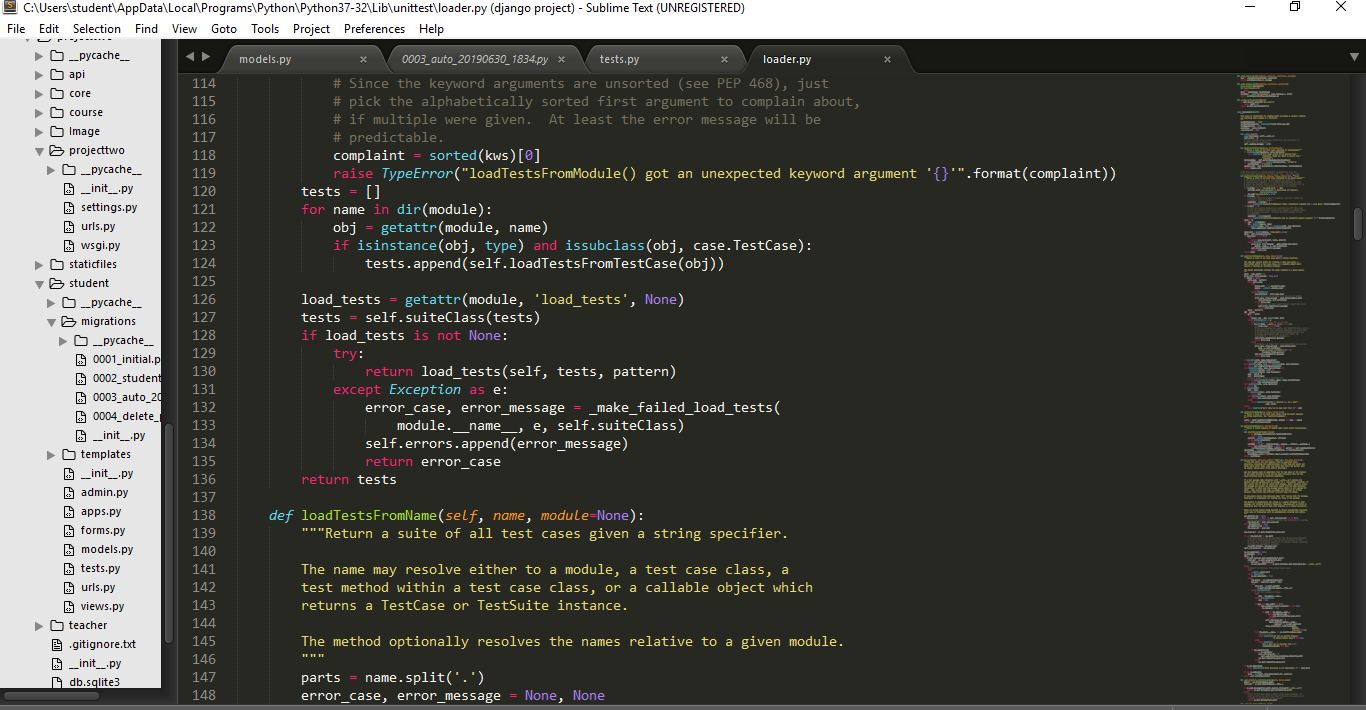 C:\Users\student\AppData\Local\Programs\Python\Python37-32\Lib\unittest\loader.py (django project) - Sublime Text (UNREGISTERED)
File Edit Selection Find View Goto Tools Project Preferences Help
models.py × 0003_auto_20190630_1834.py × tests.py × loader.py ×
__pycache__
api
core
course
Image
projecttwo
__pycache__
__init__.py
settings.py
urls.py
wsgi.py
staticfiles
student
__pycache__
migrations
__pycache__
0001_initial.p
0002_student
0003_auto_20
0004_delete_
__init__.py
templates
__init__.py
admin.py
apps.py
forms.py
models.py
tests.py
urls.py
views.py
teacher
.gitignore.txt
__init__.py
db.sqlite3
114 # Since the keyword arguments are unsorted (see PEP 468), just
115 # pick the alphabetically sorted first argument to complain about,
116 # if multiple were given.  At least the error message will be
117 # predictable.
118 complaint = sorted(kws)[0]
119 raise TypeError("loadTestsFromModule() got an unexpected keyword argument '{}'".format(complaint))
120 tests = []
121 for name in dir(module):
122 obj = getattr(module, name)
123 if isinstance(obj, type) and issubclass(obj, case.TestCase):
124 tests.append(self.loadTestsFromTestCase(obj))
125
126 load_tests = getattr(module, 'load_tests', None)
127 tests = self.suiteClass(tests)
128 if load_tests is not None:
129 try:
130 return load_tests(self, tests, pattern)
131 except Exception as e:
132 error_case, error_message = _make_failed_load_tests(
133 module.__name__, e, self.suiteClass)
134 self.errors.append(error_message)
135 return error_case
136 return tests
137
138 def loadTestsFromName(self, name, module=None):
139 """Return a suite of all test cases given a string specifier.
140
141 The name may resolve either to a module, a test case class, a
142 test method within a test case class, or a callable object which
143 returns a TestCase or TestSuite instance.
144
145 The method optionally resolves the names relative to a given module.
146 """
147 parts = name.split('.')
148 error_case, error_message = None, None